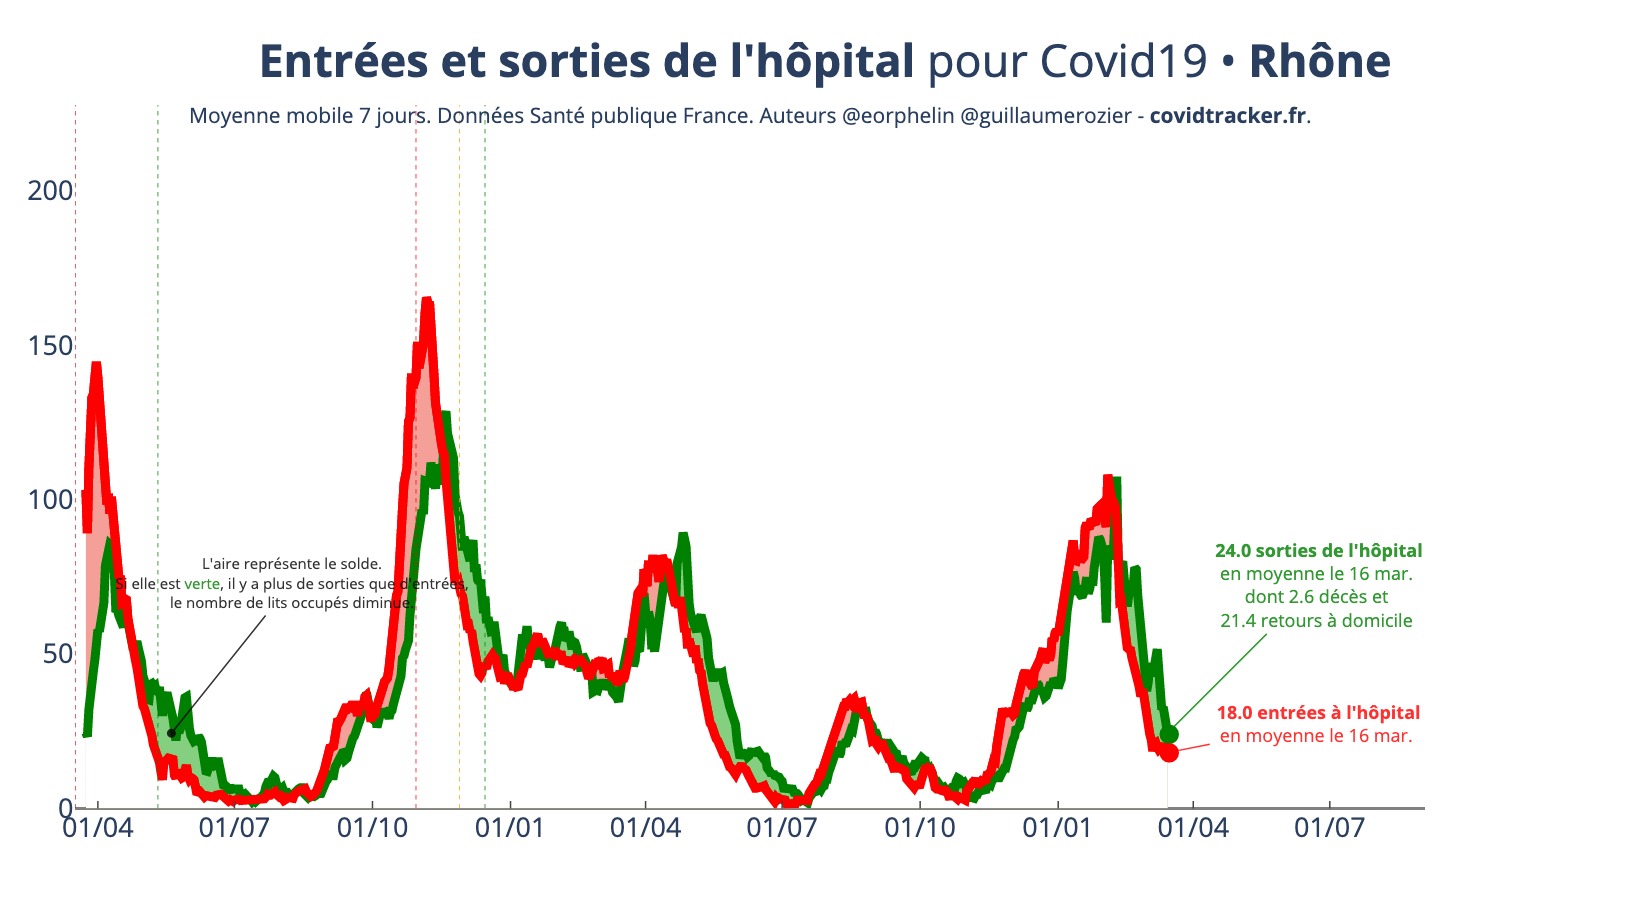 Entrées et sorties de l'hôpital pour Covid19 • Rhône
Moyenne mobile 7 jours. Données Santé publique France. Auteurs @eorphelin @guillaumerozier - covidtracker.fr.
200
150
100
50
0
L'aire représente le solde.
Si elle est verte, il y a plus de sorties que d'entrées,
le nombre de lits occupés diminue.
24.0 sorties de l'hôpital
en moyenne le 16 mar.
dont 2.6 décès et
21.4 retours à domicile
18.0 entrées à l'hôpital
en moyenne le 16 mar.
01/04 01/07 01/10 01/01 01/04 01/07 01/10 01/01 01/04 01/07